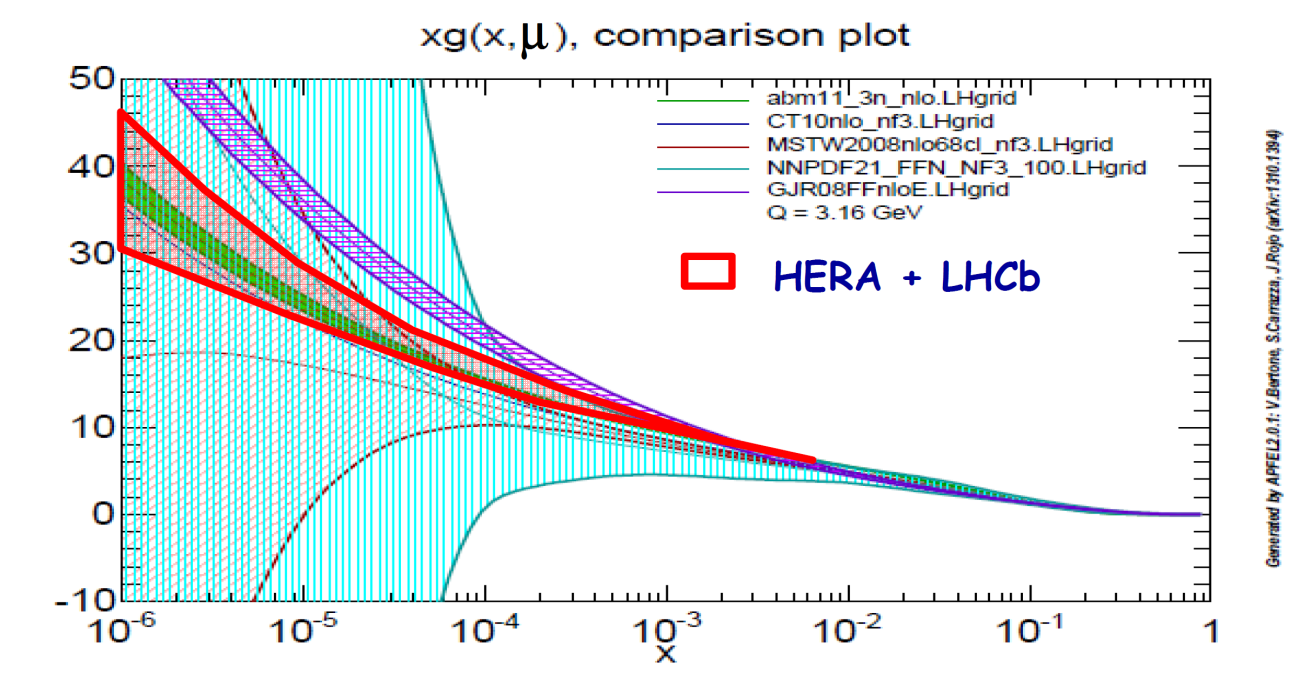 xg(x,μ), comparison plot
50
40
30
20
10
0
-10
10⁻⁶
10⁻⁵
10⁻⁴
10⁻³
10⁻²
10⁻¹
1
x
abm11_3n_nlo.LHgrid
CT10nlo_nf3.LHgrid
MSTW2008nlo68cl_nf3.LHgrid
NNPDF21_FFN_NF3_100.LHgrid
GJR08FFnloE.LHgrid
Q = 3.16 GeV
HERA + LHCb
Generated by APFEL2.0.1: V.Bertone, S.Carrazza, J.Rojo (arXiv:1310.1394)